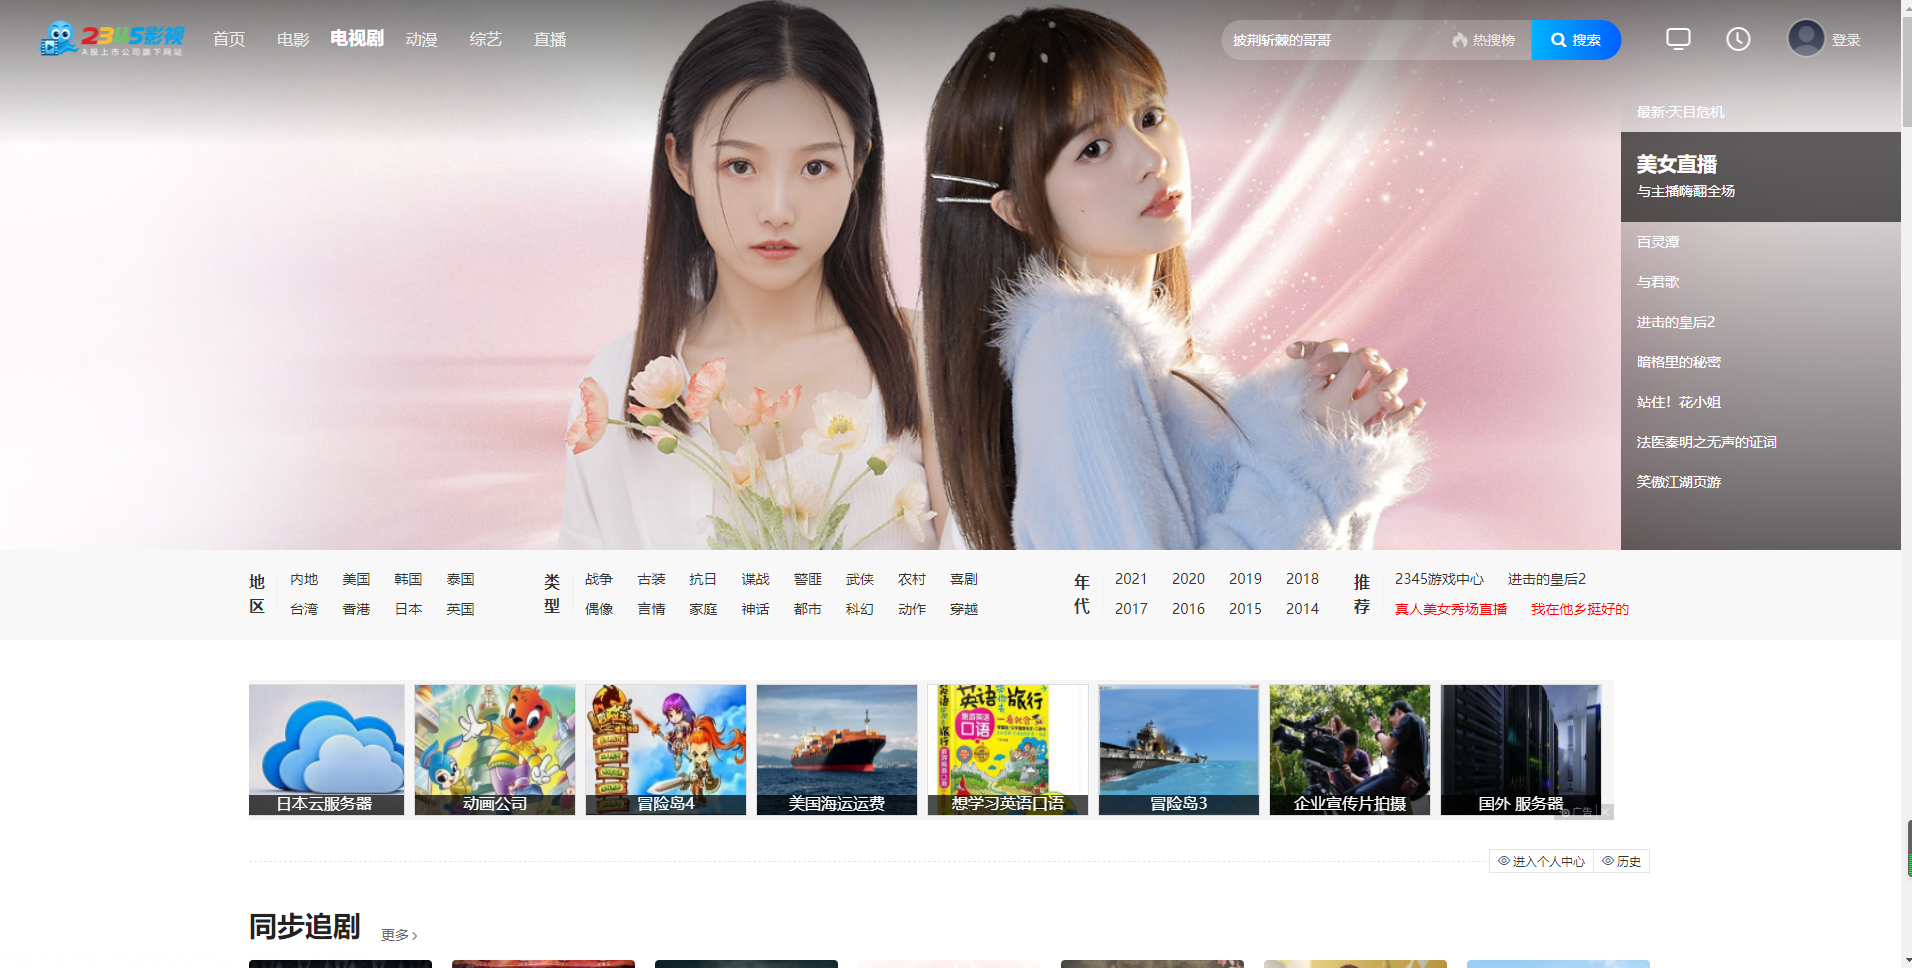 2345影视
A股上市公司旗下网站
首页 电影 电视剧 动漫 综艺 直播
披荆斩棘的哥哥 热搜榜 搜索
登录
最新·天目危机
美女直播
与主播嗨翻全场
百灵潭
与君歌
进击的皇后2
暗格里的秘密
站住！花小姐
法医秦明之无声的证词
笑傲江湖页游
地区
内地 美国 韩国 泰国
台湾 香港 日本 英国
类型
战争 古装 抗日 谍战 警匪 武侠 农村 喜剧
偶像 言情 家庭 神话 都市 科幻 动作 穿越
年代
2021 2020 2019 2018
2017 2016 2015 2014
推荐
2345游戏中心 进击的皇后2
真人美女秀场直播 我在他乡挺好的
英语 旅行
口语
日本云服务器 动画公司 冒险岛4 美国海运运费 想学习英语口语 冒险岛3 企业宣传片拍摄 国外 服务器
广告
进入个人中心 历史
同步追剧 更多